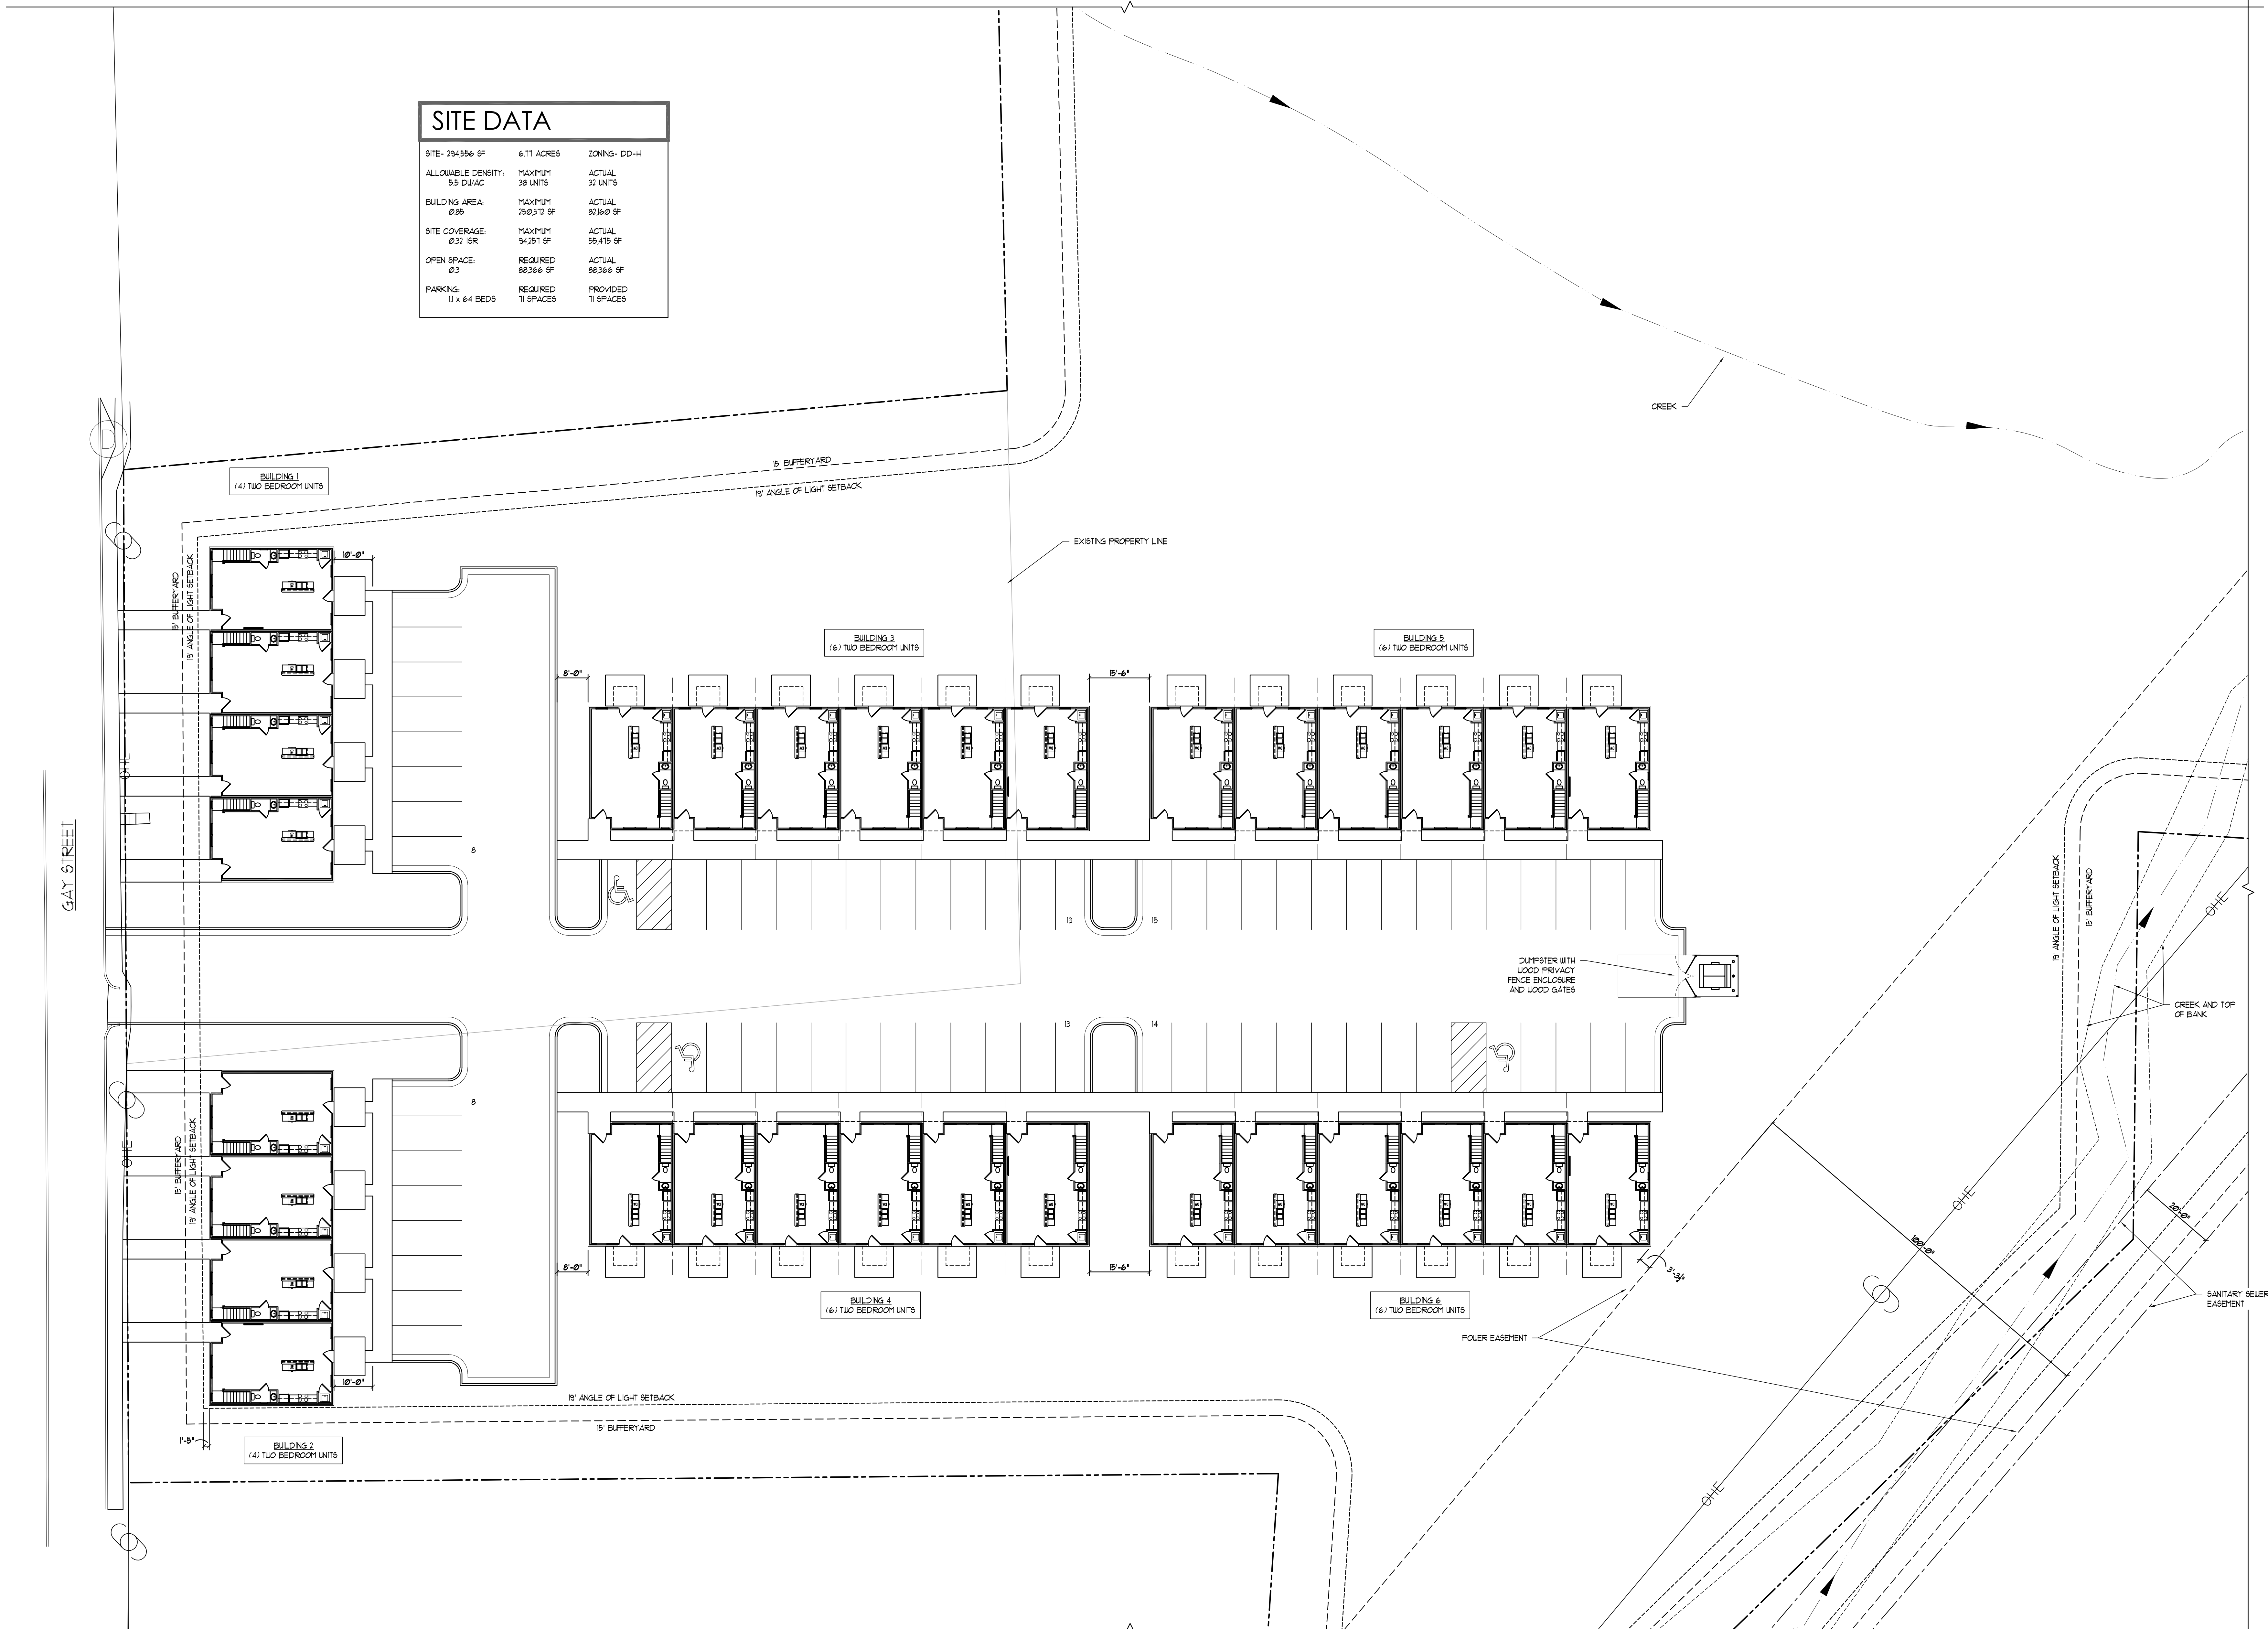 SITE DATA
SITE- 294,556 SF 6.77 ACRES ZONING- DD-H
ALLOWABLE DENSITY: MAXIMUM ACTUAL
5.5 DU/AC 38 UNITS 32 UNITS
BUILDING AREA: MAXIMUM ACTUAL
0.85 250,372 SF 82,160 SF
SITE COVERAGE: MAXIMUM ACTUAL
0.32 ISR 94,257 SF 55,475 SF
OPEN SPACE: REQUIRED ACTUAL
0.3 88,366 SF 88,366 SF
PARKING: REQUIRED PROVIDED
1.1 x 64 BEDS 71 SPACES 71 SPACES
CREEK
D
BUILDING 1
(4) TWO BEDROOM UNITS
15' BUFFERYARD
19' ANGLE OF LIGHT SETBACK
EXISTING PROPERTY LINE
10'-0"
15' BUFFERYARD
19' ANGLE OF LIGHT SETBACK
BUILDING 3
(6) TWO BEDROOM UNITS
BUILDING 5
(6) TWO BEDROOM UNITS
8'-0"
15'-6"
OHE
GAY STREET
8
13
15
19' ANGLE OF LIGHT SETBACK
15' BUFFERYARD
OHE
DUMPSTER WITH
WOOD PRIVACY
FENCE ENCLOSURE
AND WOOD GATES
CREEK AND TOP
OF BANK
13
14
8
OHE
15' BUFFERYARD
19' ANGLE OF LIGHT SETBACK
OHE
20'-0"
100'-0"
8'-0"
15'-6"
SANITARY SEWER
EASEMENT
BUILDING 4
(6) TWO BEDROOM UNITS
BUILDING 6
(6) TWO BEDROOM UNITS
POWER EASEMENT
10'-0"
19' ANGLE OF LIGHT SETBACK
15' BUFFERYARD
1'-5"
BUILDING 2
(4) TWO BEDROOM UNITS
OHE